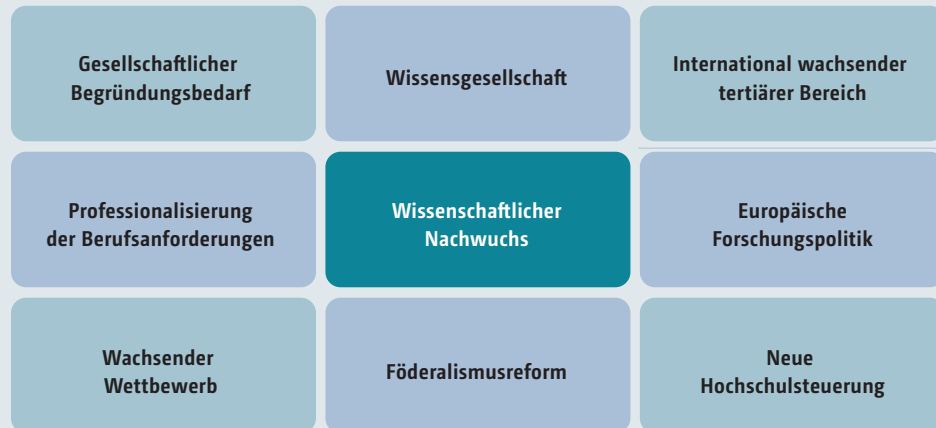 Gesellschaftlicher
Begründungsbedarf
Wissensgesellschaft
International wachsender
tertiärer Bereich
Professionalisierung
der Berufsanforderungen
Wissenschaftlicher
Nachwuchs
Europäische
Forschungspolitik
Wachsender
Wettbewerb
Föderalismusreform
Neue
Hochschulsteuerung